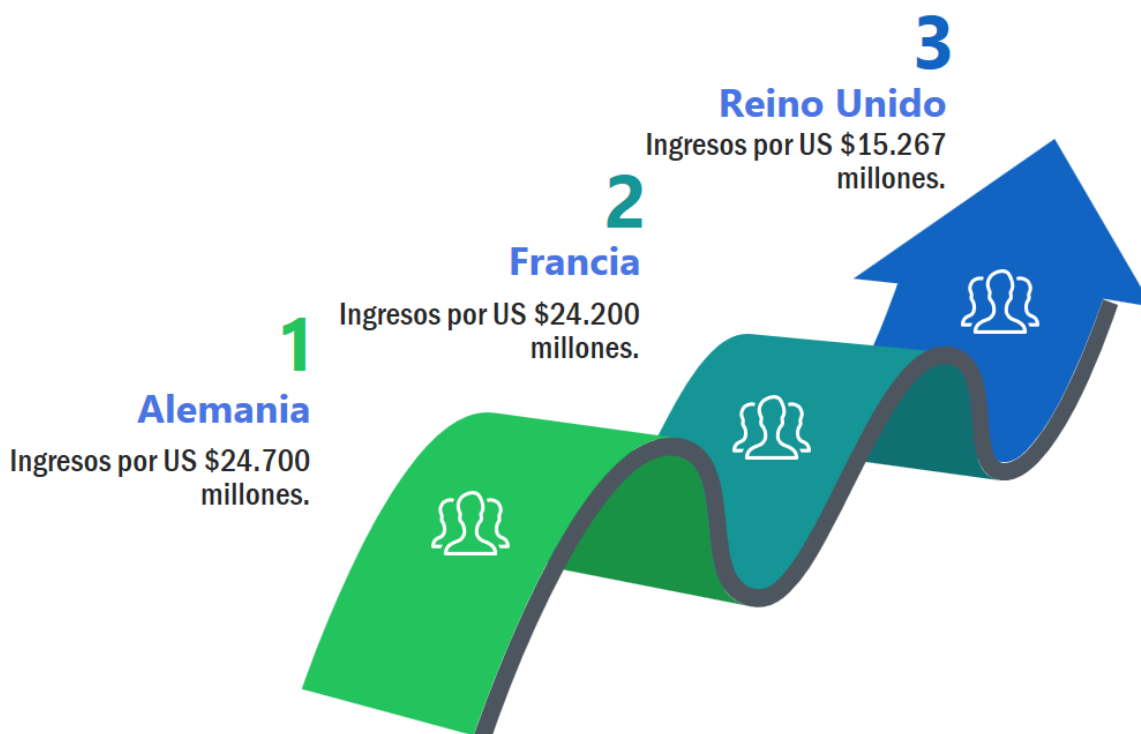 1
Alemania
Ingresos por US $24.700
millones.
2
Francia
Ingresos por US $24.200
millones.
3
Reino Unido
Ingresos por US $15.267
millones.